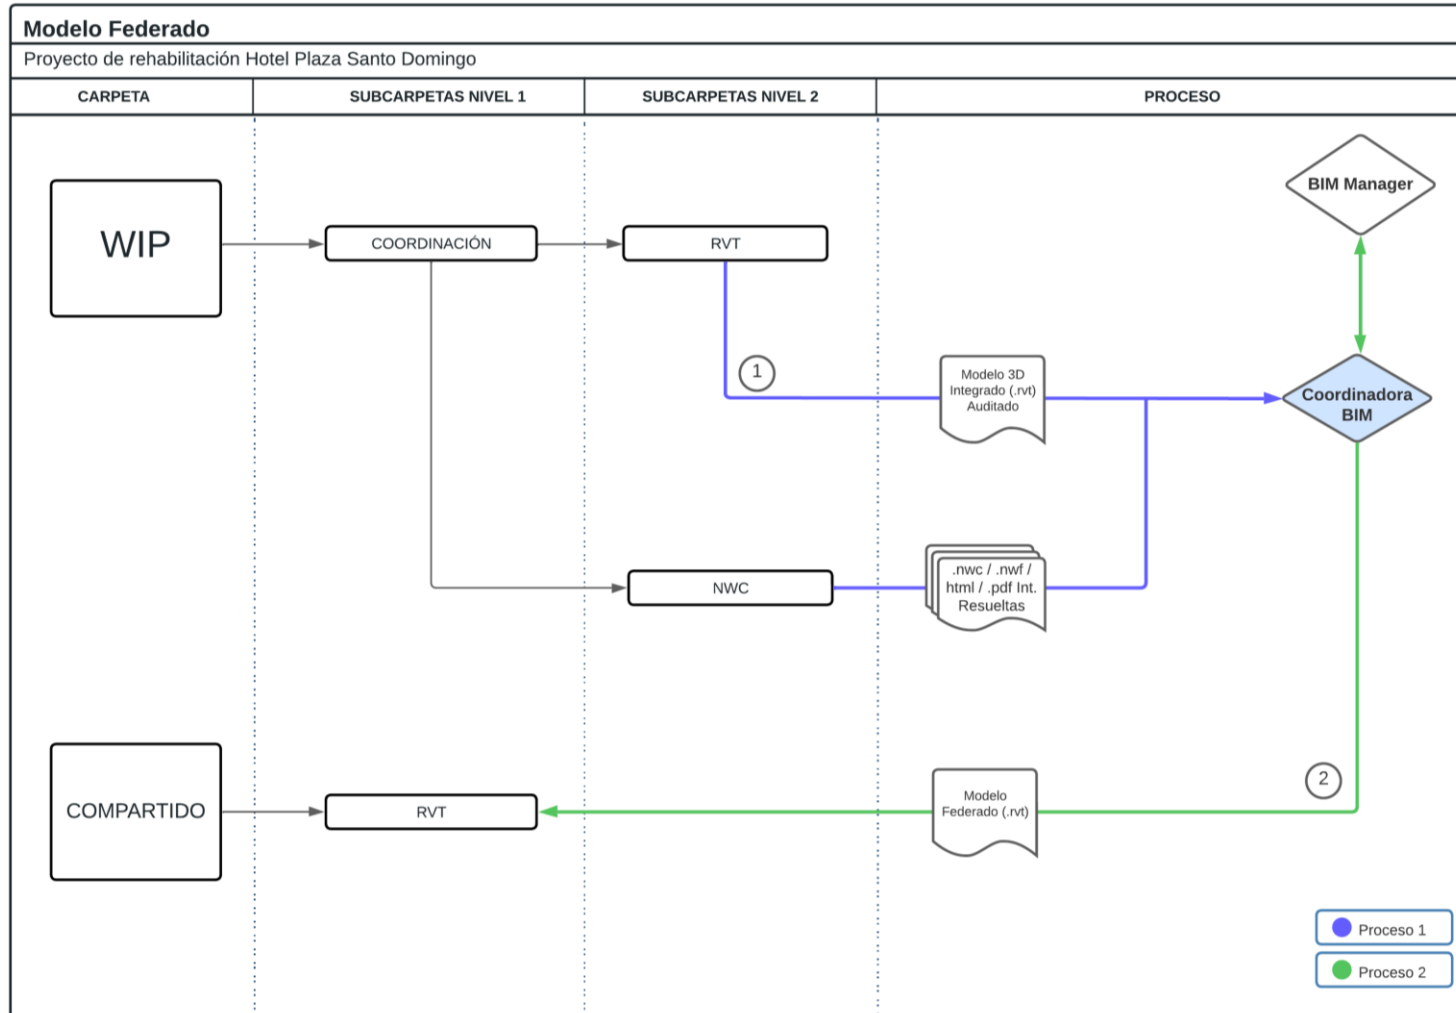 Modelo Federado
Proyecto de rehabilitación Hotel Plaza Santo Domingo
CARPETA
SUBCARPETAS NIVEL 1
SUBCARPETAS NIVEL 2
PROCESO
BIM Manager
WIP
COORDINACIÓN
RVT
1
Modelo 3D
Integrado (.rvt)
Auditado
Coordinadora
BIM
NWC
.nwc / .nwf /
html / .pdf Int.
Resueltas
2
COMPARTIDO
RVT
Modelo
Federado (.rvt)
Proceso 1
Proceso 2